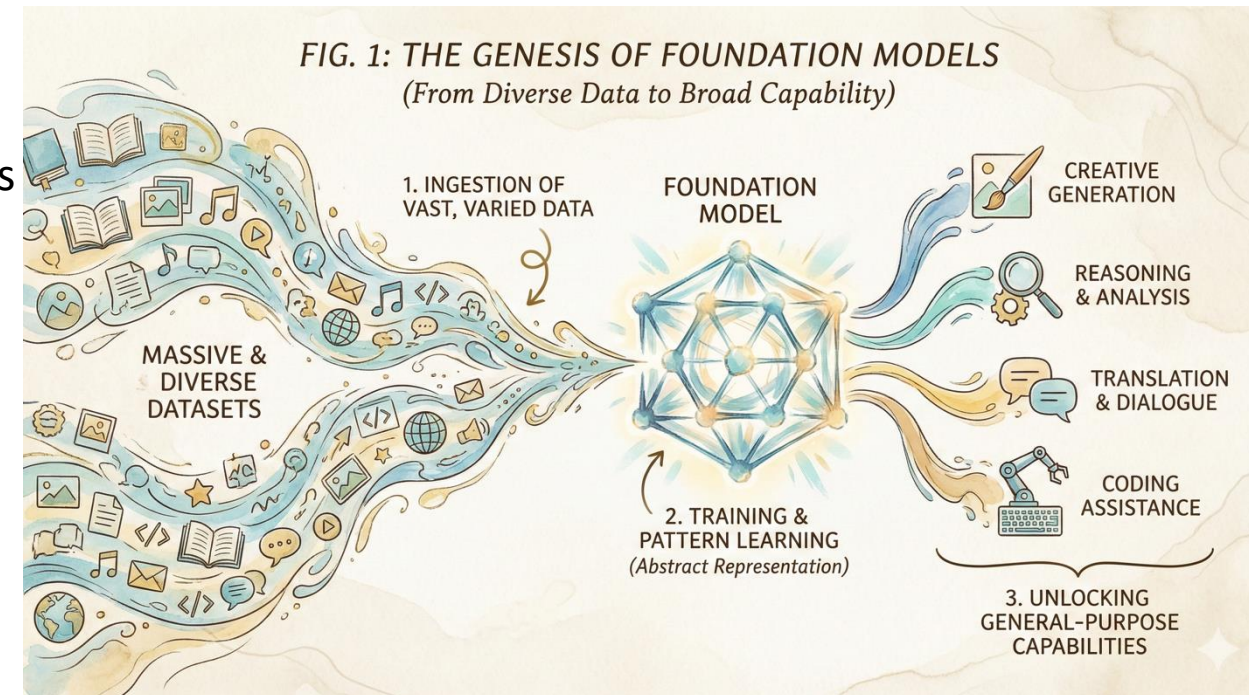 FIG. 1: THE GENESIS OF FOUNDATION MODELS
(From Diverse Data to Broad Capability)
s
1. INGESTION OF
VAST, VARIED DATA
MASSIVE &
DIVERSE
DATASETS
FOUNDATION
MODEL
2. TRAINING &
PATTERN LEARNING
(Abstract Representation)
CREATIVE
GENERATION
REASONING
& ANALYSIS
TRANSLATION
& DIALOGUE
CODING
ASSISTANCE
3. UNLOCKING
GENERAL-PURPOSE
CAPABILITIES